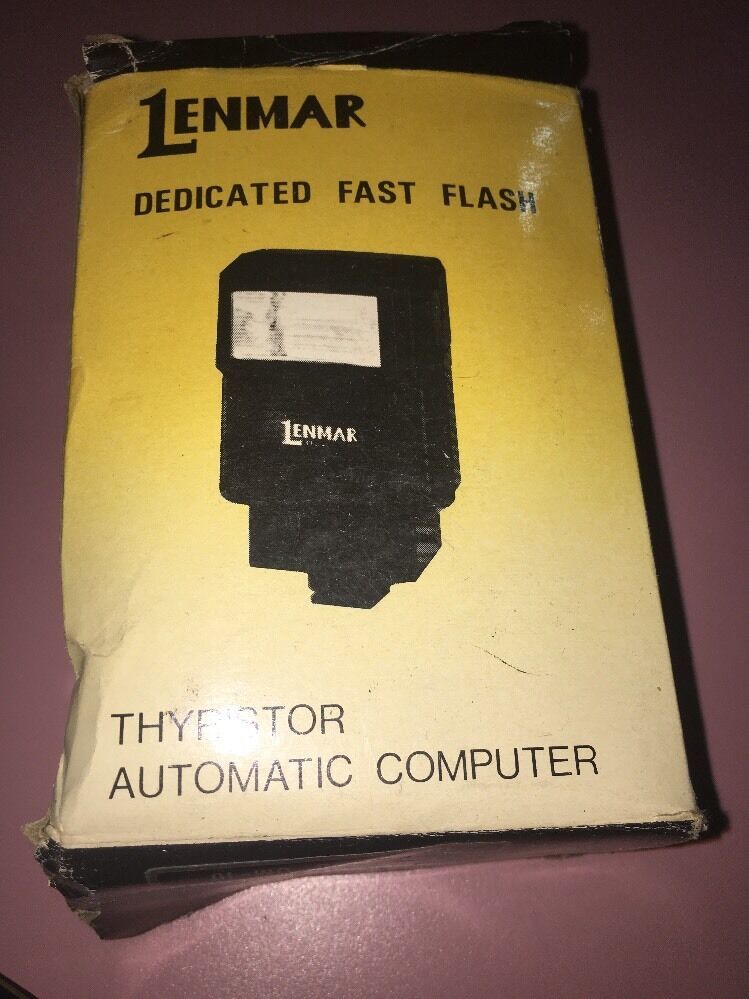 LENMAR
DEDICATED FAST FLASH
LENMAR
THYRISTOR
AUTOMATIC COMPUTER